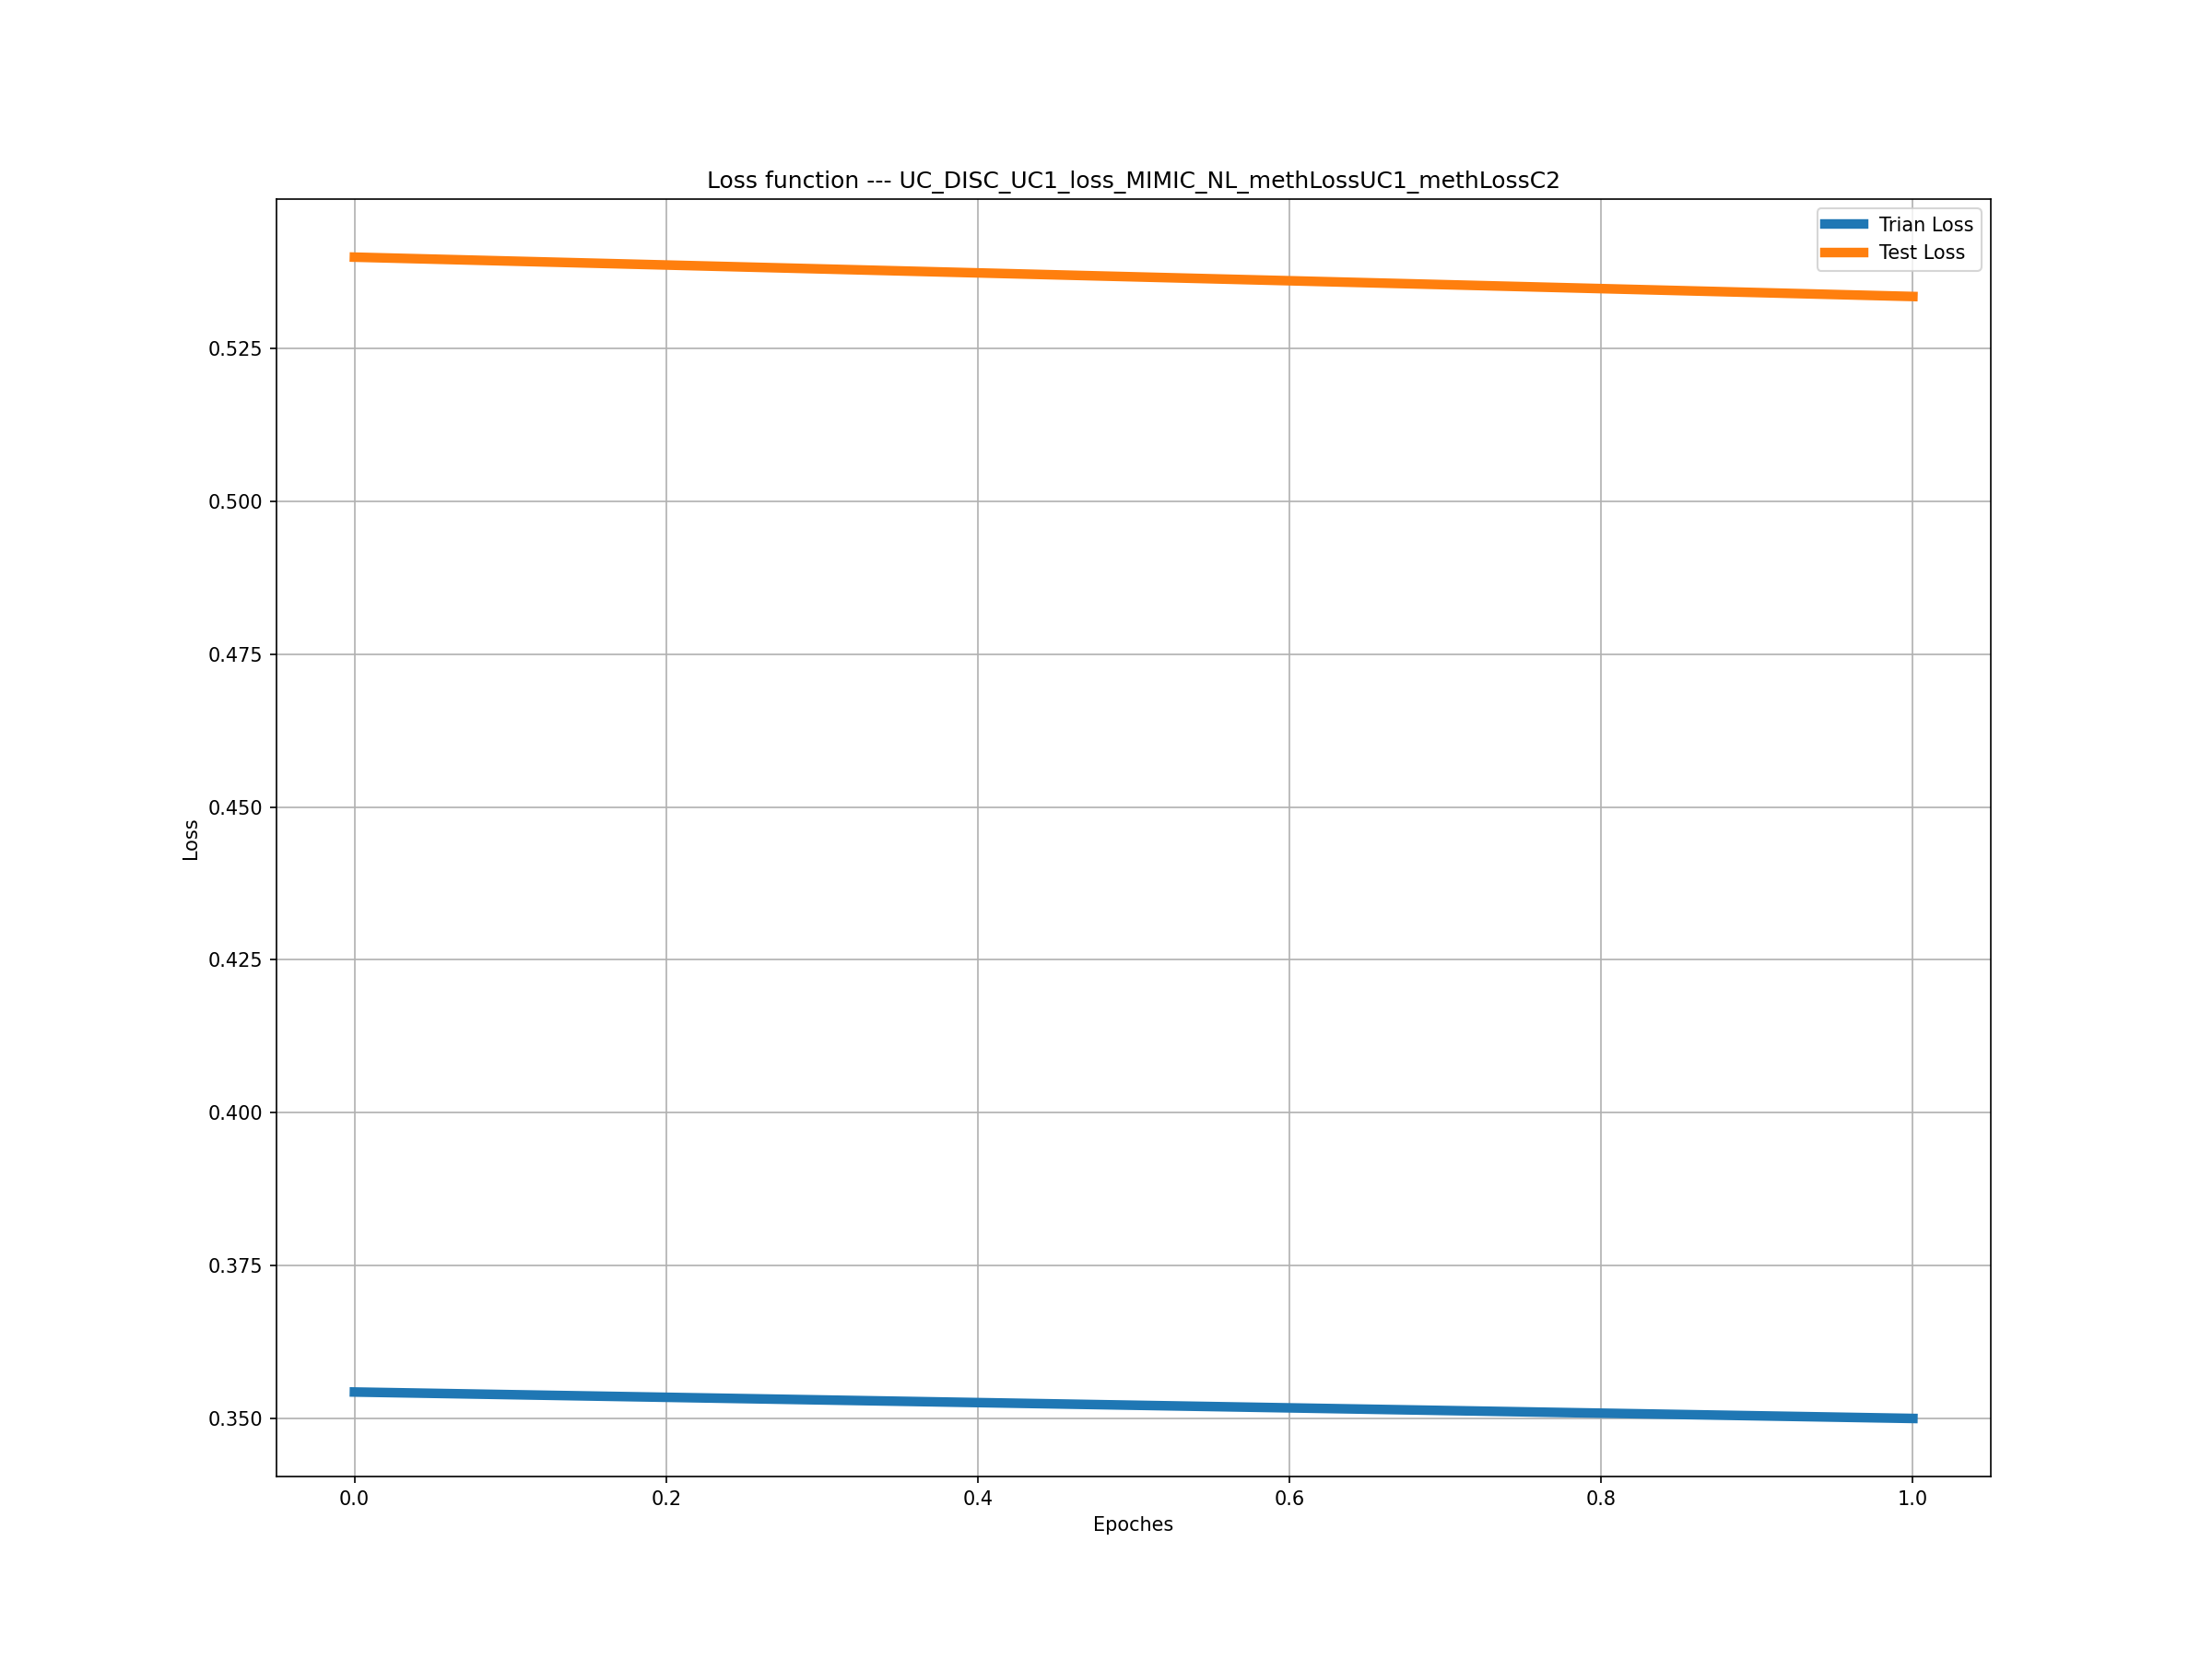 Loss function --- UC_DISC_UC1_loss_MIMIC_NL_methLossUC1_methLossC2
Trian Loss
Test Loss
0.525
0.500
0.475
0.450
0.425
0.400
0.375
0.350
Loss
0.0 0.2 0.4 0.6 0.8 1.0
Epoches